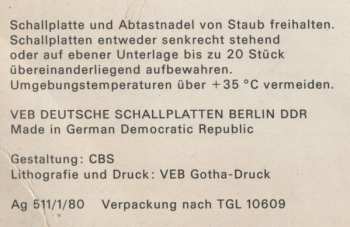 Schallplatte und Abtastnadel von Staub freihalten.
Schallplatten entweder senkrecht stehend
oder auf ebener Unterlage bis zu 20 Stück
übereinanderliegend aufbewahren.
Umgebungstemperaturen über +35 °C vermeiden.
VEB DEUTSCHE SCHALLPLATTEN BERLIN DDR
Made in German Democratic Republic
Gestaltung: CBS
Lithografie und Druck: VEB Gotha-Druck
Ag 511/1/80 Verpackung nach TGL 10609